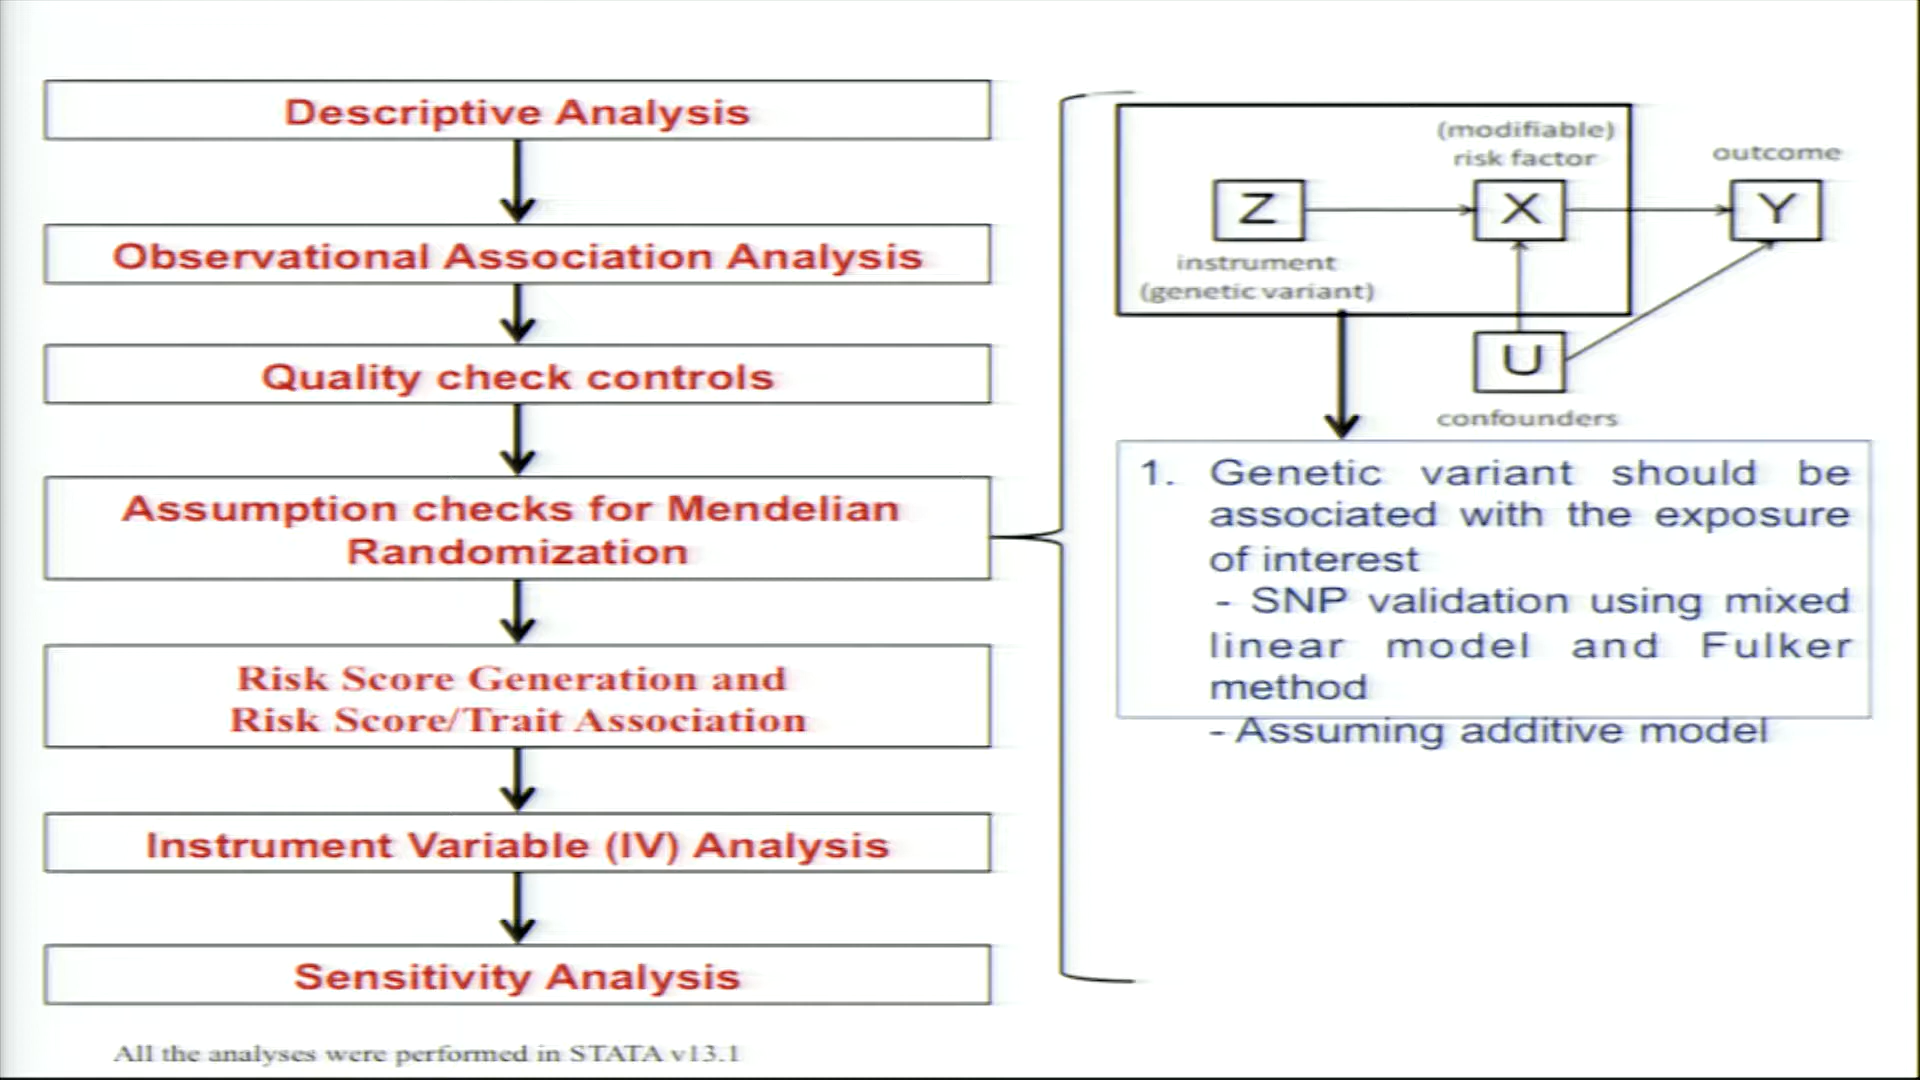 Descriptive Analysis
Observational Association Analysis
Quality check controls
Assumption checks for Mendelian
Randomization
Risk Score Generation and
Risk Score/Trait Association
Instrument Variable (IV) Analysis
Sensitivity Analysis
All the analyses were performed in STATA v13.1
(modifiable)
risk factor
outcome
Z
X
Y
instrument
(genetic variant)
U
confounders
1. Genetic variant should be
associated with the exposure
of interest
- SNP validation using mixed
linear model and Fulker
method
- Assuming additive model